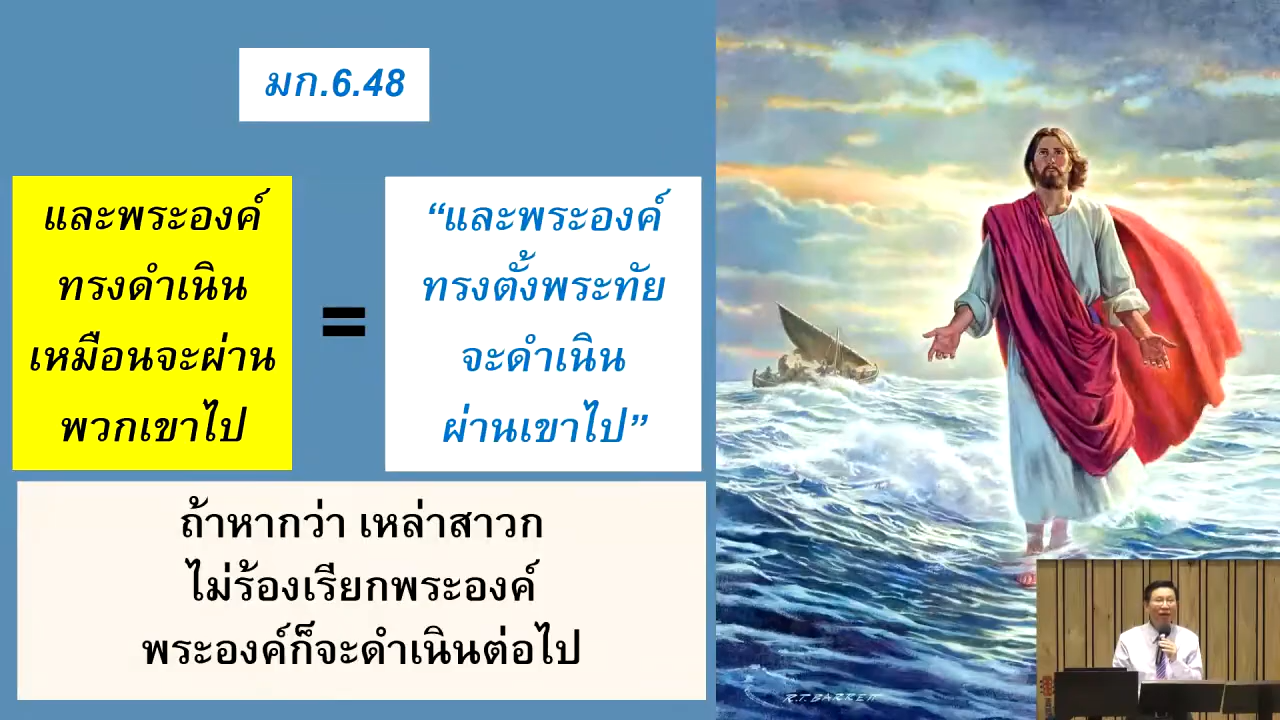 มก.6.48
และพระองค์
ทรงดำเนิน
เหมือนจะผ่าน
พวกเขาไป
=
“และพระองค์
ทรงตั้งพระทัย
จะดำเนิน
ผ่านเขาไป”
ถ้าหากว่า เหล่าสาวก
ไม่ร้องเรียกพระองค์
พระองค์ก็จะดำเนินต่อไป
R.T. BARRETT